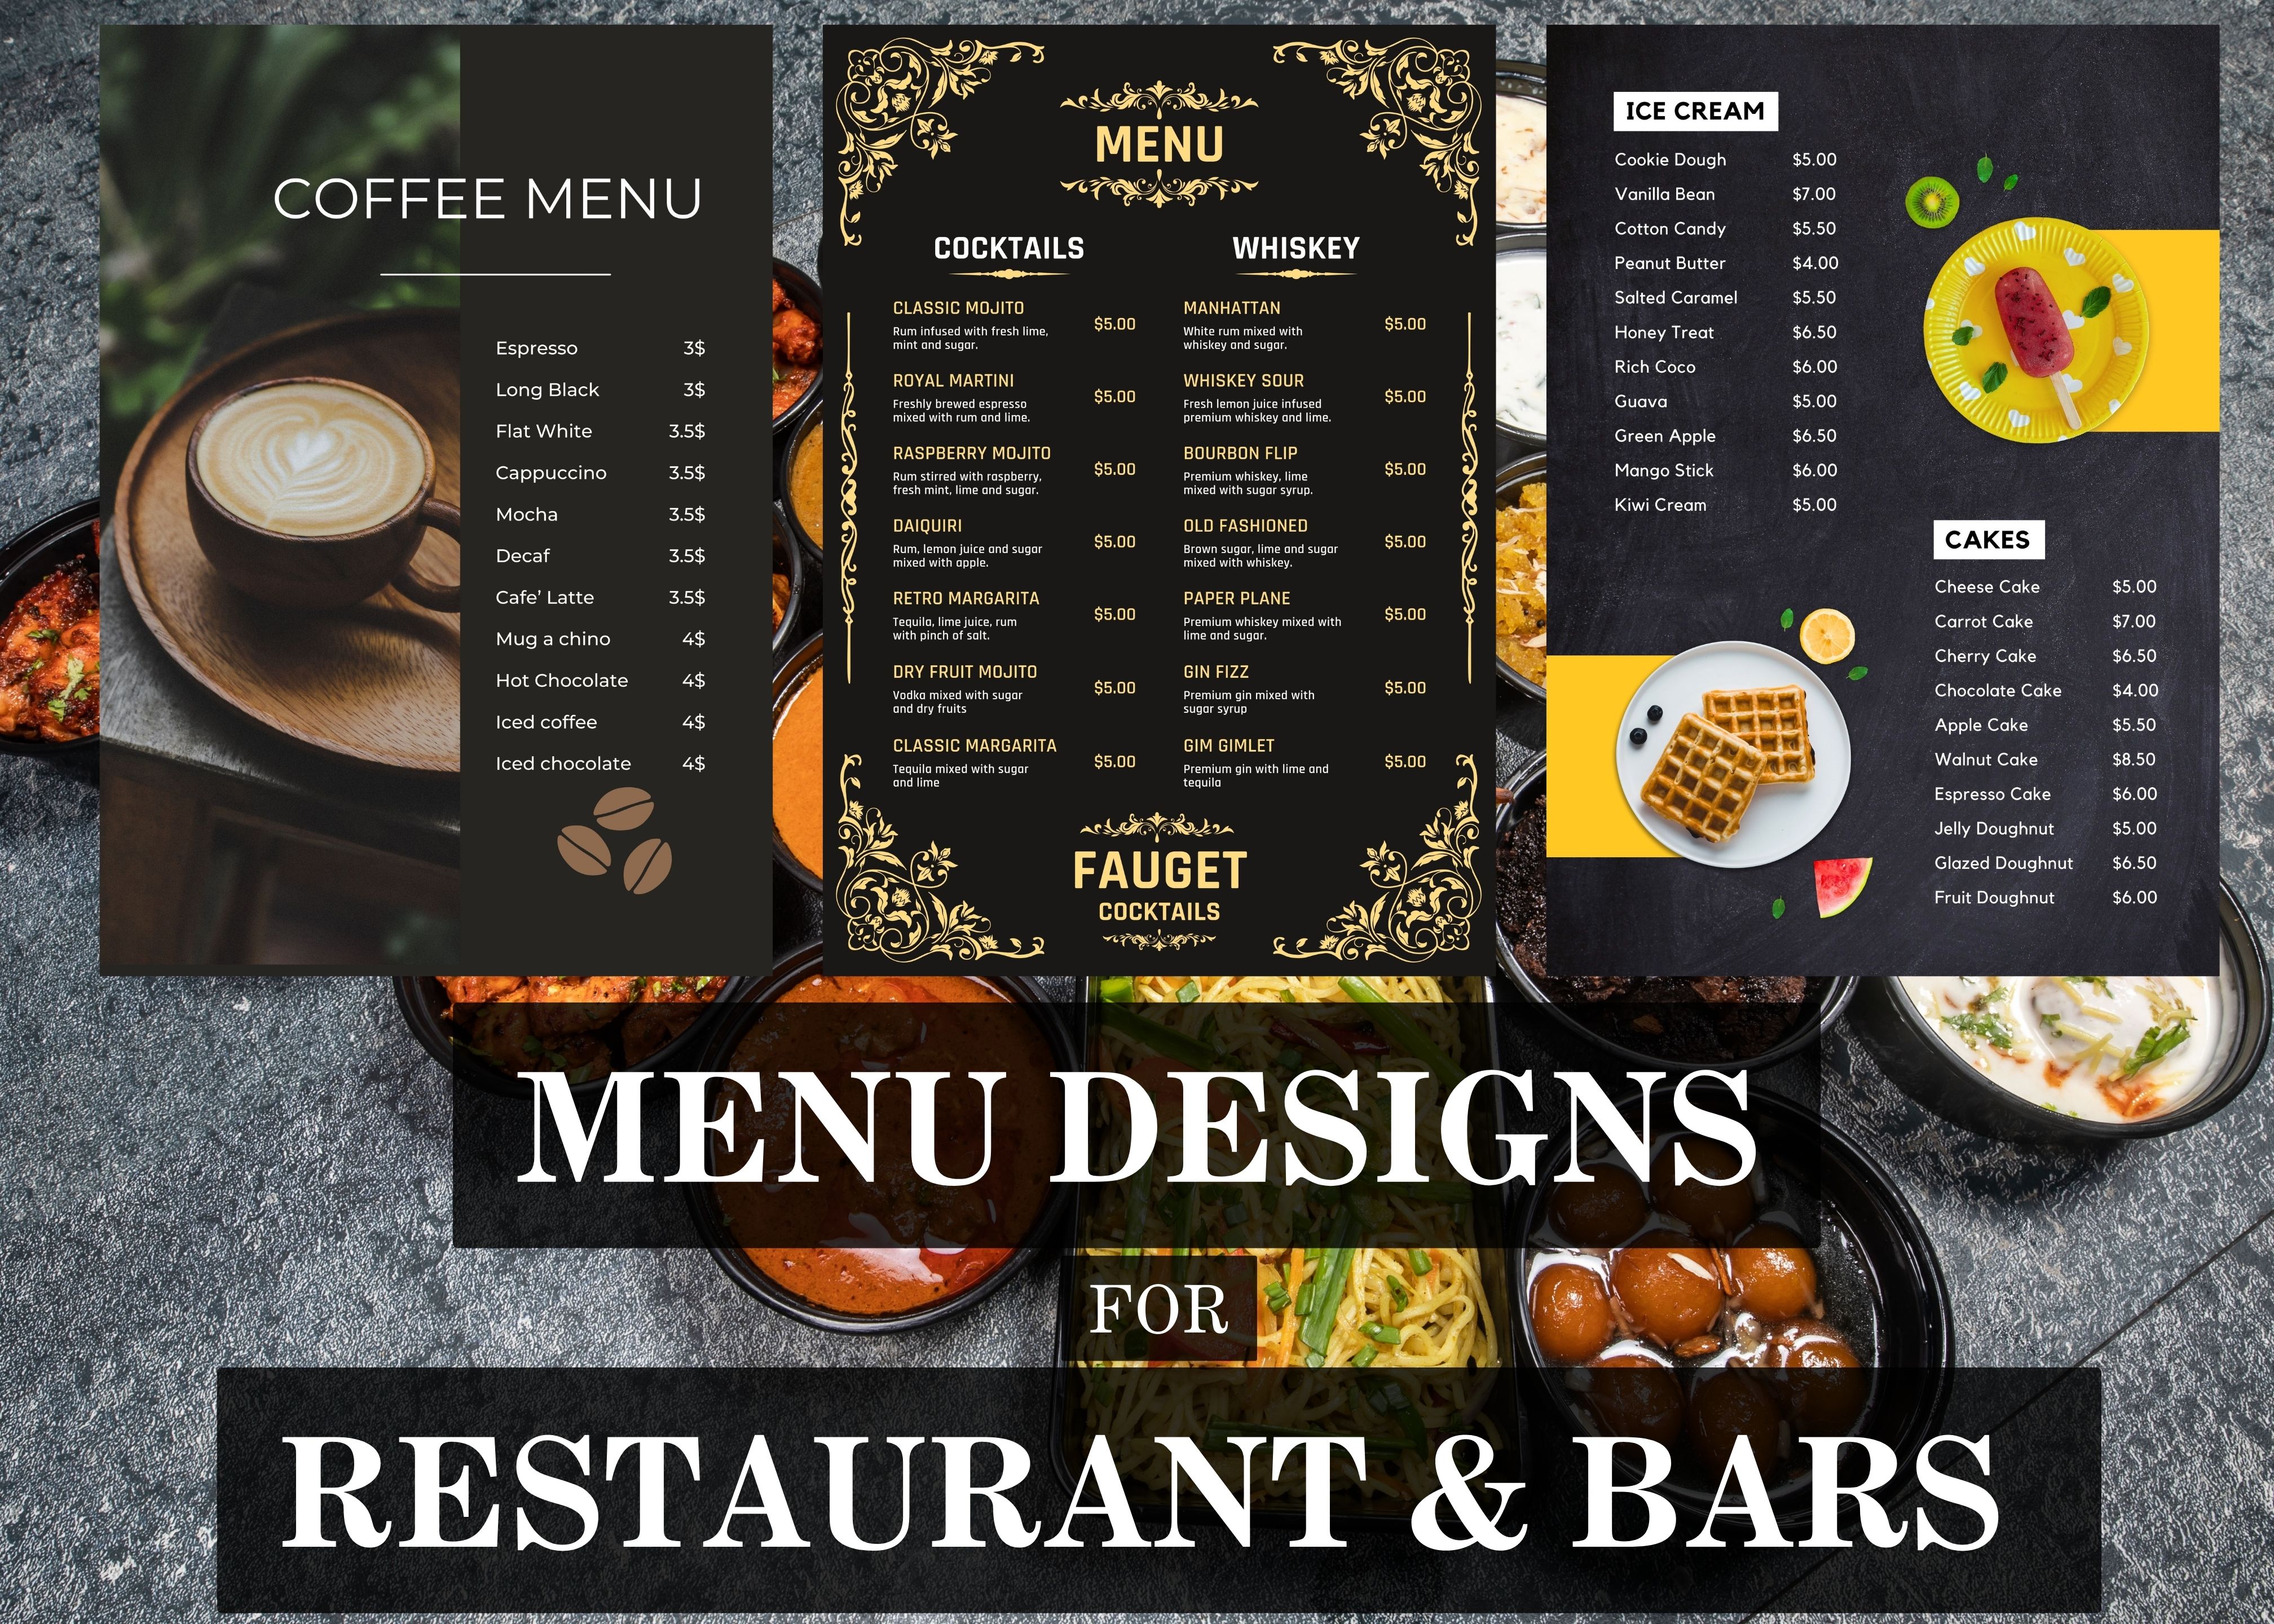 COFFEE MENU
Espresso 3$
Long Black 3$
Flat White 3.5$
Cappuccino 3.5$
Mocha 3.5$
Decaf 3.5$
Cafe’ Latte 3.5$
Mug a chino 4$
Hot Chocolate 4$
Iced coffee 4$
Iced chocolate 4$
MENU
COCKTAILS
CLASSIC MOJITO
Rum infused with fresh lime,
mint and sugar.
$5.00
ROYAL MARTINI
Freshly brewed espresso
mixed with rum and lime.
$5.00
RASPBERRY MOJITO
Rum stirred with raspberry,
fresh mint, lime and sugar.
$5.00
DAIQUIRI
Rum, lemon juice and sugar
mixed with apple.
$5.00
RETRO MARGARITA
Tequila, lime juice, rum
with pinch of salt.
$5.00
DRY FRUIT MOJITO
Vodka mixed with sugar
and dry fruits
$5.00
CLASSIC MARGARITA
Tequila mixed with sugar
and lime
$5.00
WHISKEY
MANHATTAN
White rum mixed with
whiskey and sugar.
$5.00
WHISKEY SOUR
Fresh lemon juice infused
premium whiskey and lime.
$5.00
BOURBON FLIP
Premium whiskey, lime
mixed with sugar syrup.
$5.00
OLD FASHIONED
Brown sugar, lime and sugar
mixed with whiskey.
$5.00
PAPER PLANE
Premium whiskey mixed with
lime and sugar.
$5.00
GIN FIZZ
Premium gin mixed with
sugar syrup
$5.00
GIM GIMLET
Premium gin with lime and
tequila
$5.00
FAUGET
COCKTAILS
ICE CREAM
Cookie Dough $5.00
Vanilla Bean $7.00
Cotton Candy $5.50
Peanut Butter $4.00
Salted Caramel $5.50
Honey Treat $6.50
Rich Coco $6.00
Guava $5.00
Green Apple $6.50
Mango Stick $6.00
Kiwi Cream $5.00
CAKES
Cheese Cake $5.00
Carrot Cake $7.00
Cherry Cake $6.50
Chocolate Cake $4.00
Apple Cake $5.50
Walnut Cake $8.50
Espresso Cake $6.00
Jelly Doughnut $5.00
Glazed Doughnut $6.50
Fruit Doughnut $6.00
MENU DESIGNS
FOR
RESTAURANT & BARS